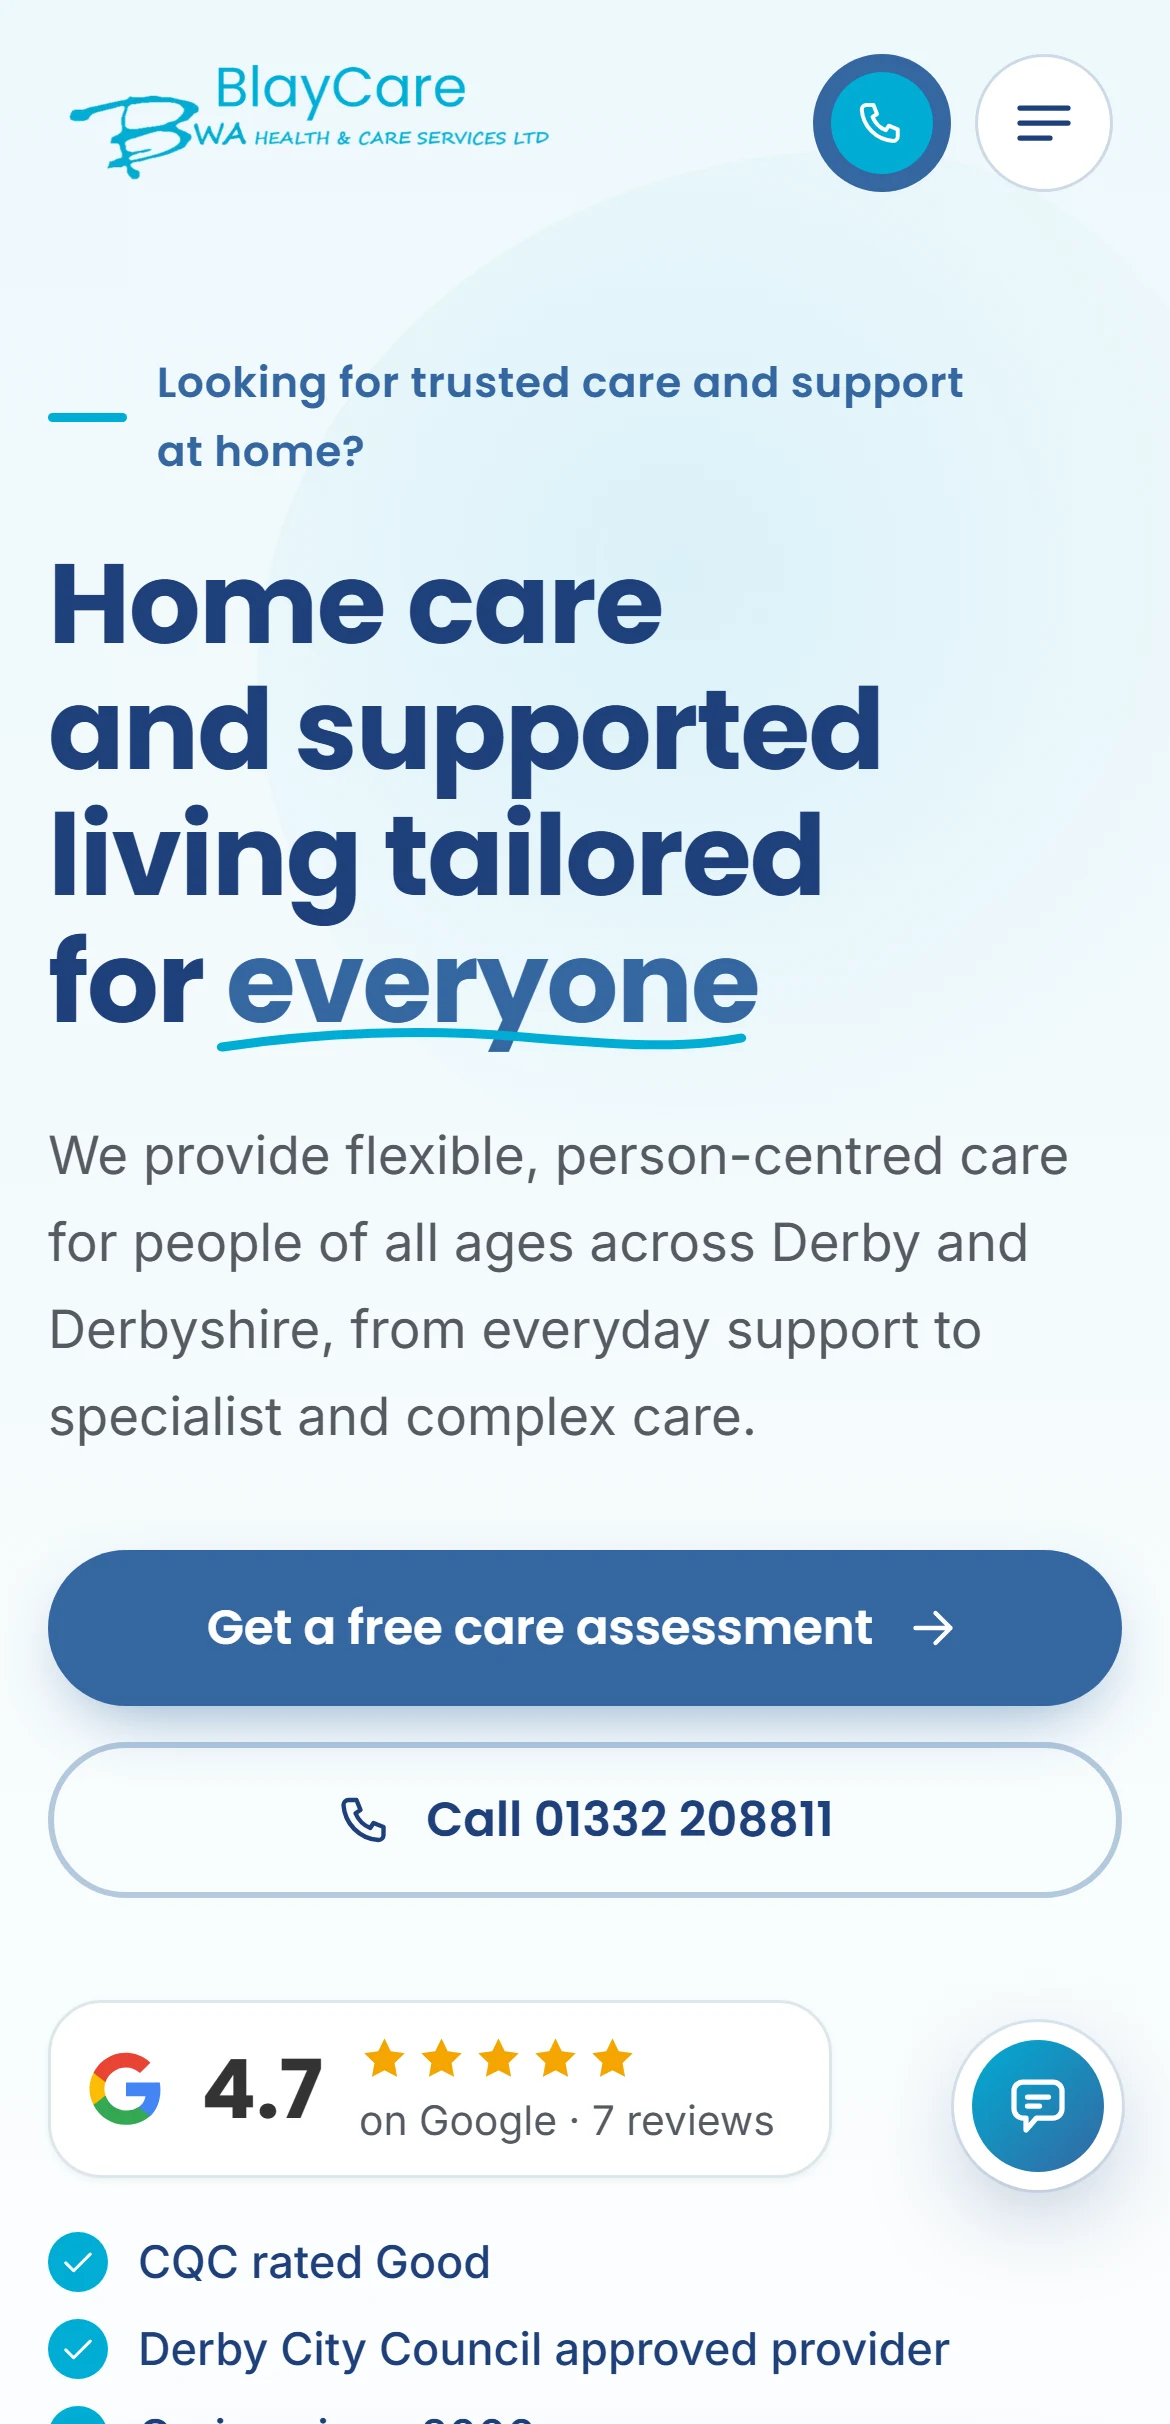 BlayCare
BWA HEALTH & CARE SERVICES LTD
Looking for trusted care and support
at home?
Home care
and supported
living tailored
for everyone
We provide flexible, person-centred care
for people of all ages across Derby and
Derbyshire, from everyday support to
specialist and complex care.
Get a free care assessment
Call 01332 208811
4.7
on Google · 7 reviews
CQC rated Good
Derby City Council approved provider